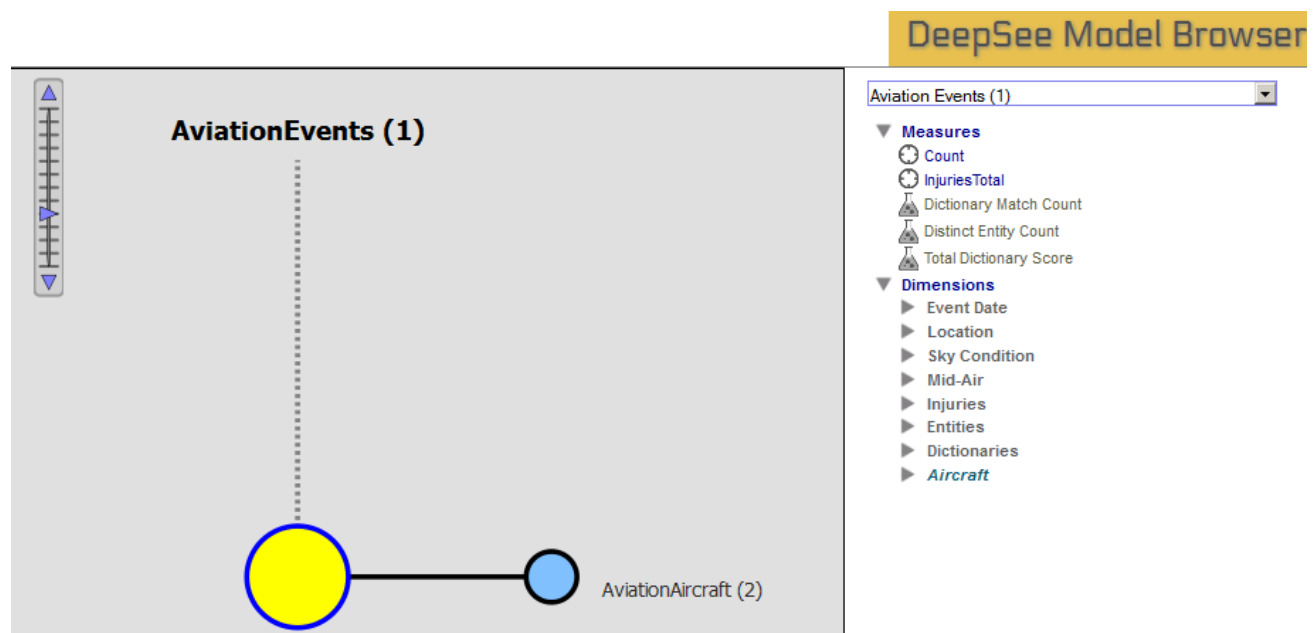 DeepSee Model Browser
AviationEvents (1)
AviationAircraft (2)
Aviation Events (1)
Measures
Count
InjuriesTotal
Dictionary Match Count
Distinct Entity Count
Total Dictionary Score
Dimensions
Event Date
Location
Sky Condition
Mid-Air
Injuries
Entities
Dictionaries
Aircraft